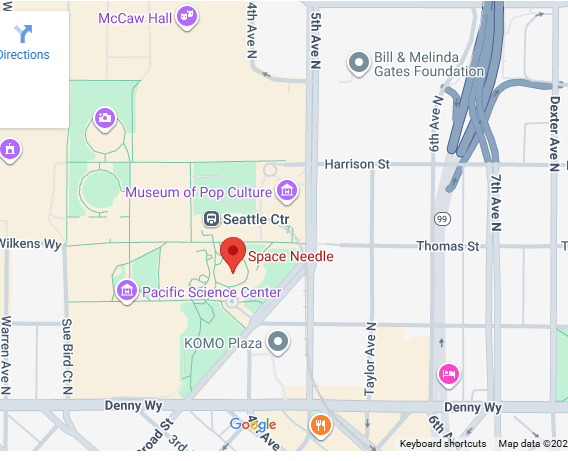 McCaw Hall
4th Ave N
5th Ave N
Directions
Bill & Melinda
Gates Foundation
6th Ave N
Dexter Ave N
Harrison St
7th Ave N
Museum of Pop Culture
Seattle Ctr
99
Wilkens Wy
Thomas St
Space Needle
Pacific Science Center
Warren Ave N
Sue Bird Ct N
KOMO Plaza
Taylor Ave N
Denny Wy
Denny Wy
Broad St
3rd
4th Ave
Google
6th
Keyboard shortcuts
Map data ©202